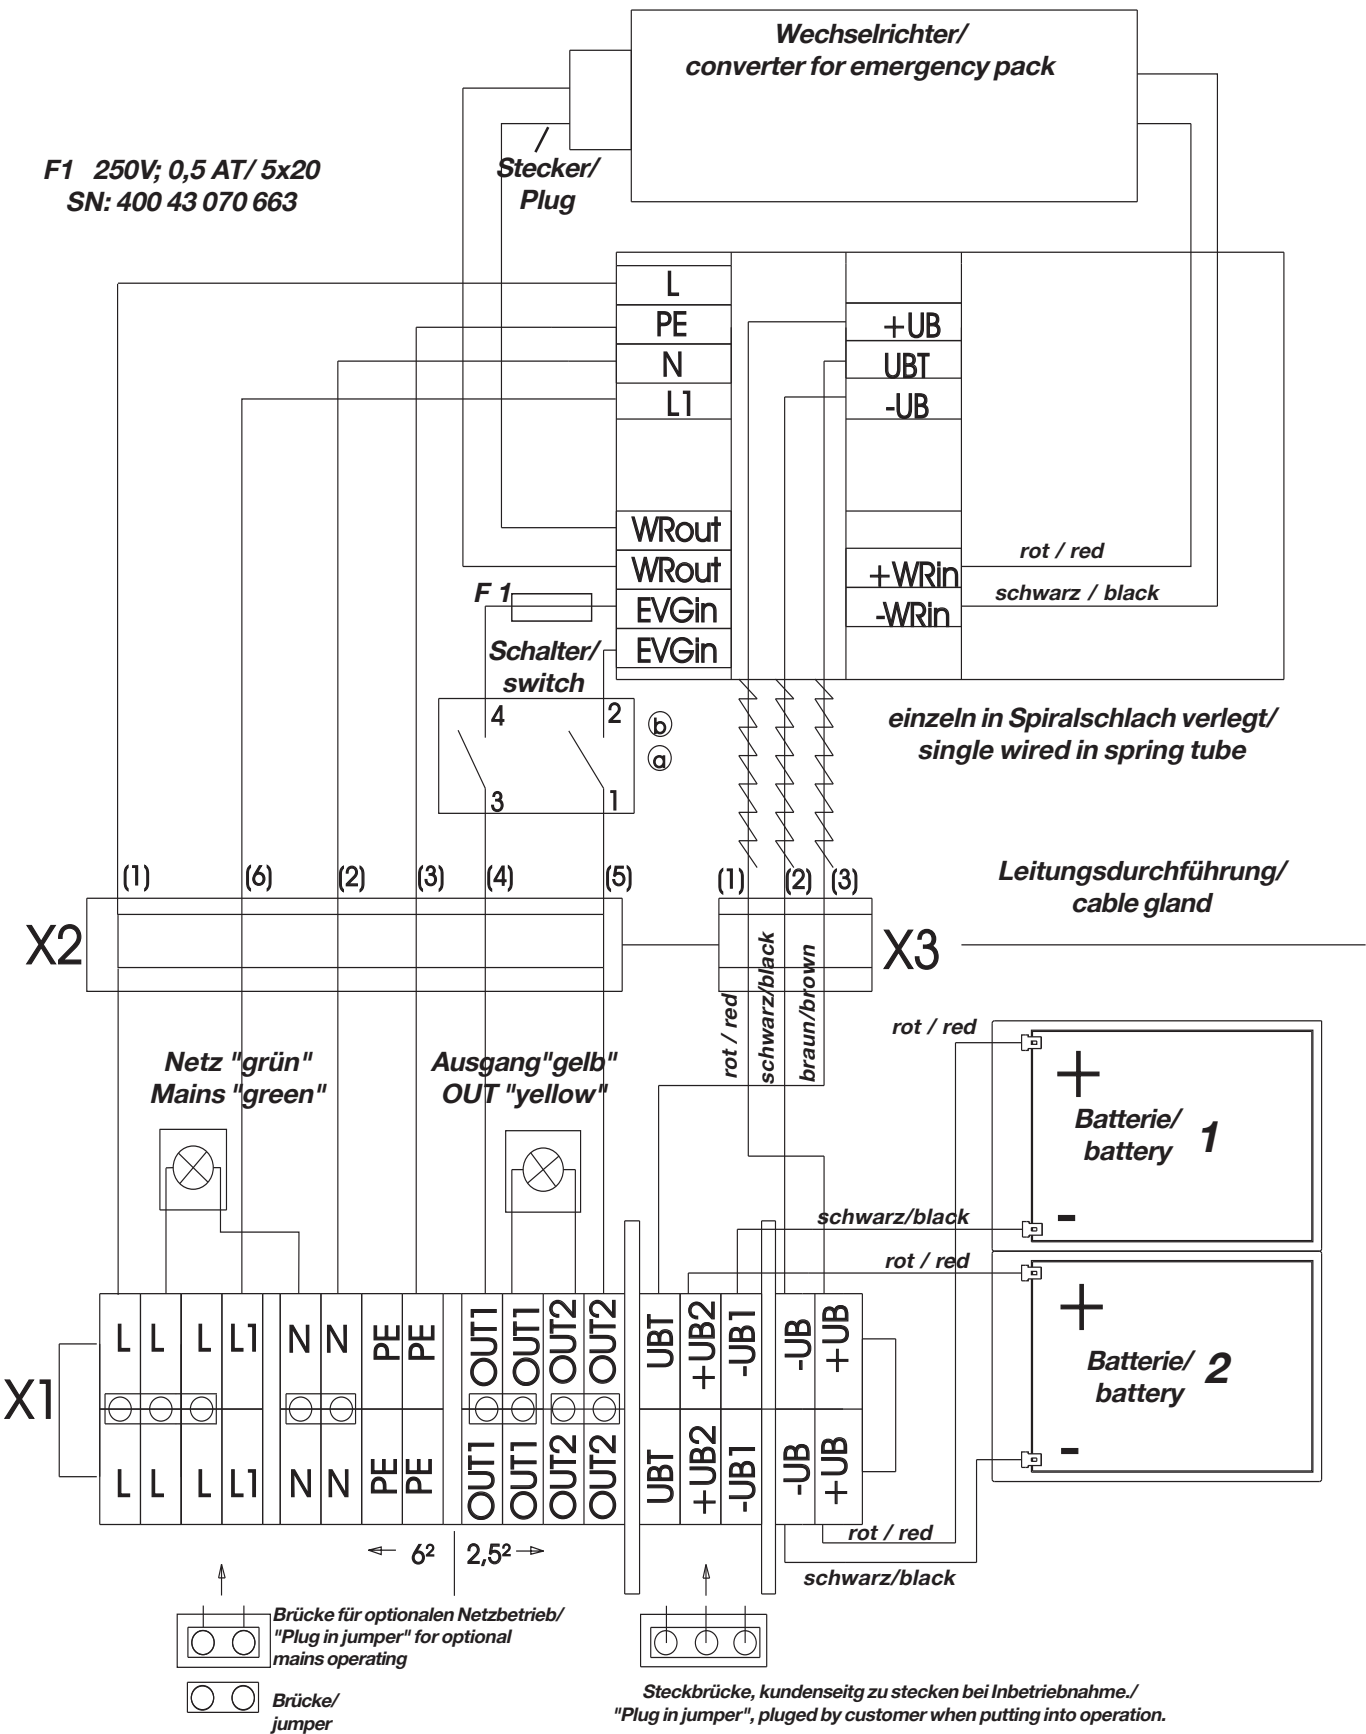 Wechselrichter/
converter for emergency pack
F1 250V; 0,5 AT/ 5x20
SN: 400 43 070 663
Stecker/
Plug
L
PE
N
L1
+UB
UBT
-UB
WRout
WRout
EVGin
EVGin
+WRin
-WRin
rot / red
schwarz / black
F 1
Schalter/
switch
4
2
b
a
3
1
einzeln in Spiralschlach verlegt/
single wired in spring tube
(1)
(6)
(2)
(3)
(4)
(5)
(1)
(2)
(3)
Leitungsdurchführung/
cable gland
X2
X3
rot / red
schwarz/black
braun/brown
Netz "grün"
Mains "green"
Ausgang"gelb"
OUT "yellow"
rot / red
+
Batterie/
battery
1
-
schwarz/black
rot / red
+
Batterie/
battery
2
-
X1
L L L L1 N N PE PE OUT1 OUT1 OUT2 OUT2 UBT +UB2 -UB1 -UB +UB
L L L L1 N N PE PE OUT1 OUT1 OUT2 OUT2 UBT +UB2 -UB1 -UB +UB
rot / red
schwarz/black
← 6² 2,5² →
Brücke für optionalen Netzbetrieb/
"Plug in jumper" for optional
mains operating
Brücke/
jumper
Steckbrücke, kundenseitg zu stecken bei Inbetriebnahme./
"Plug in jumper", pluged by customer when putting into operation.